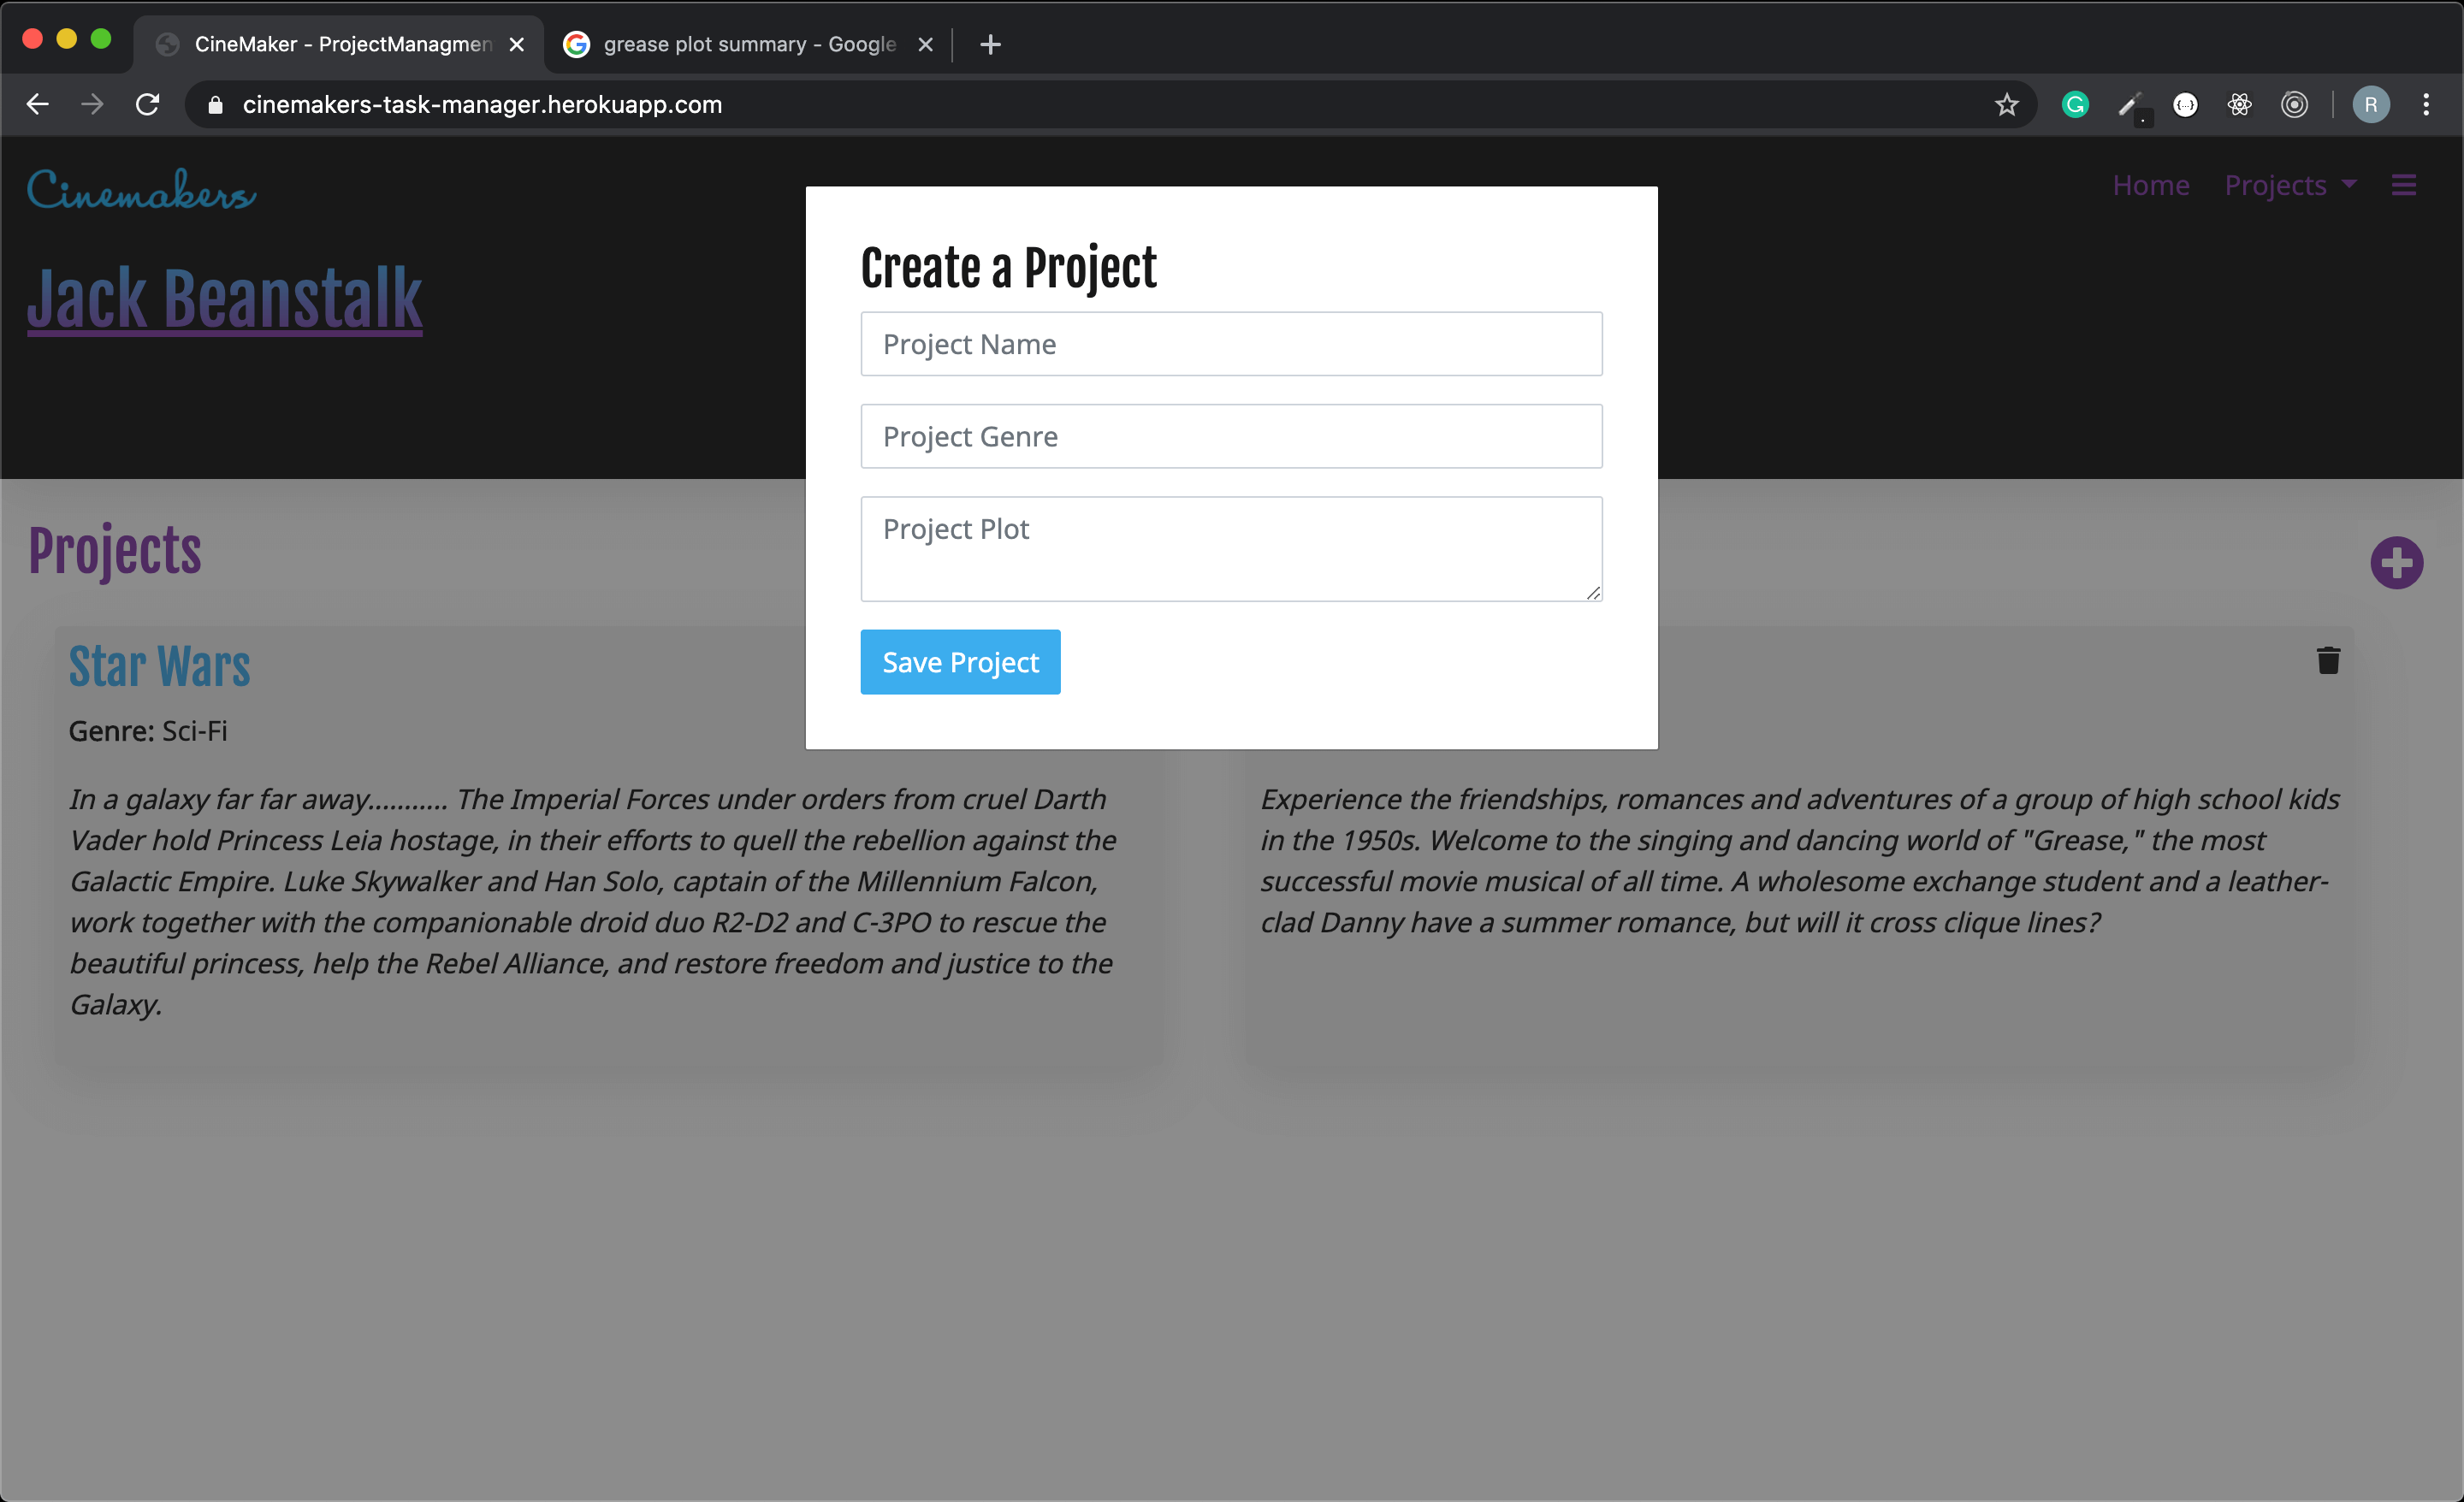 CineMaker - ProjectManagmen
grease plot summary - Google
cinemakers-task-manager.herokuapp.com
R
Cinemakers
Home Projects
Jack Beanstalk
Create a Project
Project Name
Project Genre
Project Plot
Save Project
Projects
Star Wars
Genre: Sci-Fi
In a galaxy far far away........... The Imperial Forces under orders from cruel Darth
Vader hold Princess Leia hostage, in their efforts to quell the rebellion against the
Galactic Empire. Luke Skywalker and Han Solo, captain of the Millennium Falcon,
work together with the companionable droid duo R2-D2 and C-3PO to rescue the
beautiful princess, help the Rebel Alliance, and restore freedom and justice to the
Galaxy.
Experience the friendships, romances and adventures of a group of high school kids
in the 1950s. Welcome to the singing and dancing world of "Grease," the most
successful movie musical of all time. A wholesome exchange student and a leather-
clad Danny have a summer romance, but will it cross clique lines?